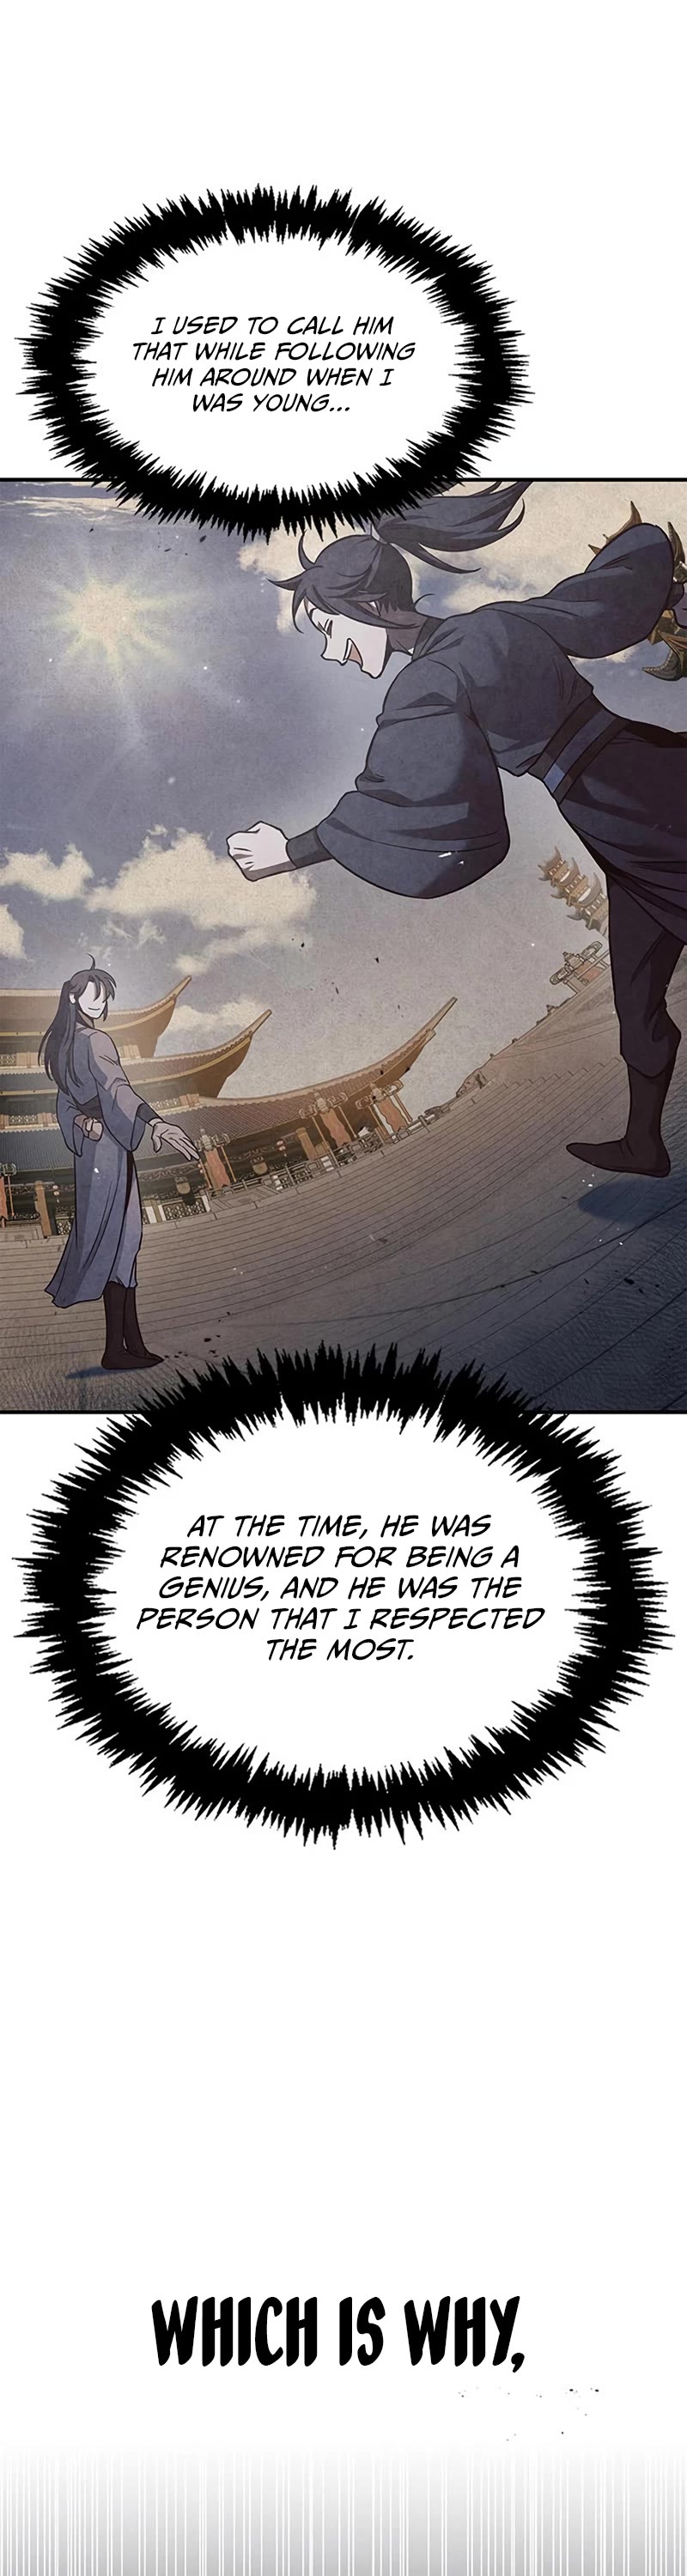 I USED TO CALL HIM
THAT WHILE FOLLOWING
HIM AROUND WHEN I
WAS YOUNG...
AT THE TIME, HE WAS
RENOWNED FOR BEING A
GENIUS, AND HE WAS THE
PERSON THAT I RESPECTED
THE MOST.
WHICH IS WHY,